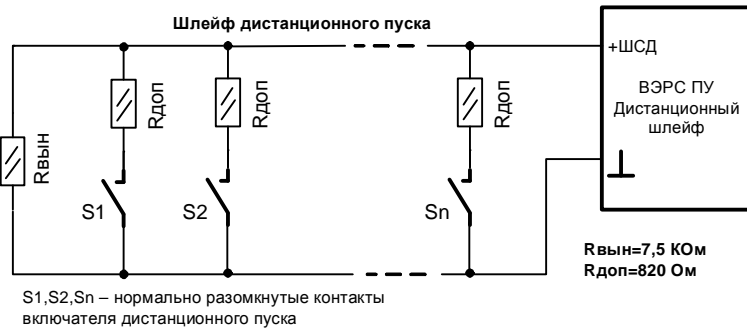 Шлейф дистанционного пуска
+ШСД
ВЭРС ПУ
Дистанционный
шлейф
Rвын
Rдоп
Rдоп
Rдоп
S1
S2
Sn
Rвын=7,5 КОм
Rдоп=820 Ом
S1,S2,Sn – нормально разомкнутые контакты
включателя дистанционного пуска